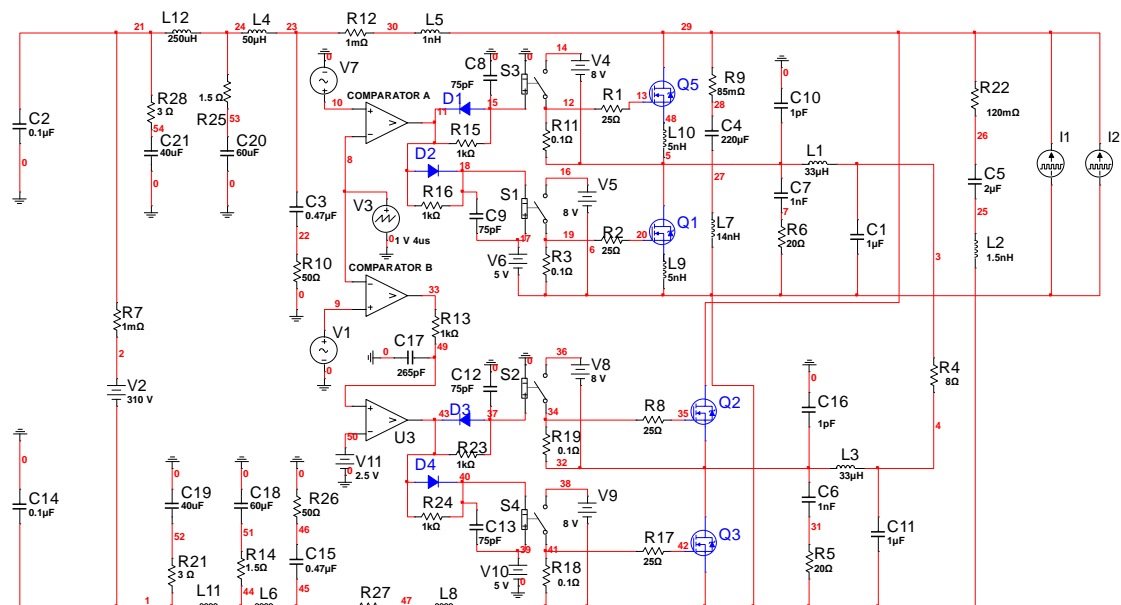 21 L12 250uH 24 L4 50µH 23 R12 1mΩ 30 L5 1nH 29
0 V7 10 COMPARATOR A 11
C8 75pF 0 D1 15 0 S3 14 V4 8 V
12 R1 25Ω 13 Q5 48 L10 5nH 5
R9 85mΩ 28 C4 220µF 27
0 C10 1pF
R22 120mΩ 26 C5 2µF 25 L2 1.5nH
I1 I2
C2 0.1µF 0
R28 3 Ω 54 C21 40uF 0
1.5 Ω R25 53 C20 60uF 0
8 R15 1kΩ R11 0.1Ω
D2 18 R16 1kΩ C9 75pF
S1 16 V5 8 V
17 19 6 R2 25Ω 20 Q1 L9 5nH
L7 14nH
L1 33µH C7 1nF 7 R6 20Ω C1 1µF 3
C3 0.47µF 22 R10 50Ω 0
V3 0 1 V 4us
V6 5 V 0 R3 0.1Ω
COMPARATOR B 33 9 R13 1kΩ 49
V1 0
R7 1mΩ 2 V2 310 V
0 C17 265pF
C12 75pF 0 D3 37 0 S2 36 V8 8 V
43 U3 50 V11 2.5 V 0
34 R8 25Ω 35 Q2
R23 1kΩ R19 0.1Ω 32
0 C16 1pF
R4 8Ω 4
L3 33µH
D4 40 R24 1kΩ C13 75pF
S4 38 V9 8 V
39 41 R17 25Ω 42 Q3
V10 5 V 0 R18 0.1Ω
C6 1nF 31 R5 20Ω C11 1µF
0 C14 0.1µF
0 C19 40uF 52 R21 3 Ω
0 C18 60µF 51 R14 1.5Ω 44
0 R26 50Ω 46 C15 0.47µF 45
1 L11 L6 R27 47 L8